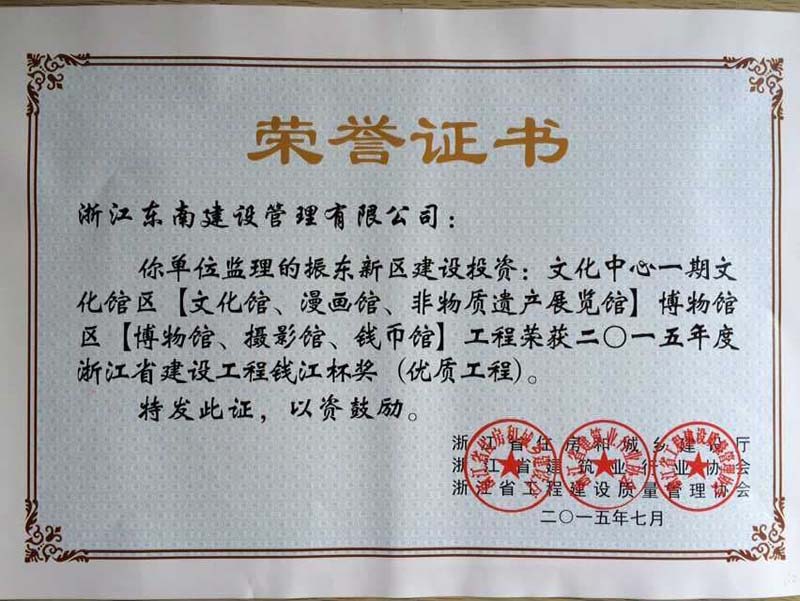 荣誉证书
浙江东南建设管理有限公司：
你单位监理的振东新区建设投资：文化中心一期文
化馆区【文化馆、漫画馆、非物质遗产展览馆】博物馆
区【博物馆、摄影馆、钱币馆】工程荣获二〇一五年度
浙江省建设工程钱江杯奖（优质工程）。
特发此证，以资鼓励。
浙江省住房和城乡建设厅
浙江省建筑业行业协会
浙江省工程建设质量管理协会
二〇一五年七月